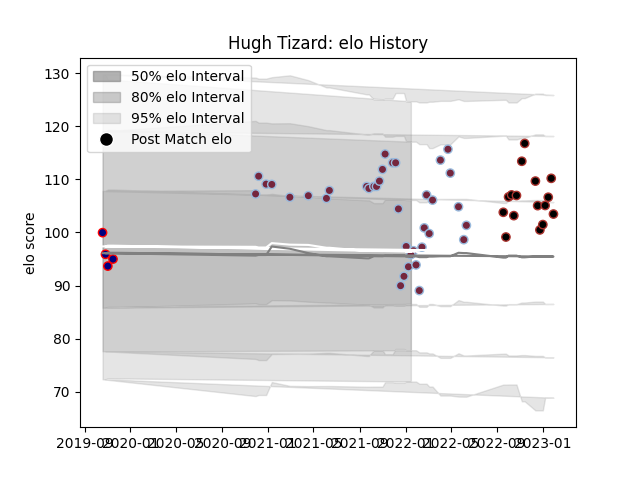 Hugh Tizard: elo History
50% elo Interval
80% elo Interval
95% elo Interval
Post Match elo
elo score
130
120
110
100
90
80
70
2019-09 2020-01 2020-05 2020-09 2021-01 2021-05 2021-09 2022-01 2022-05 2022-09 2023-01